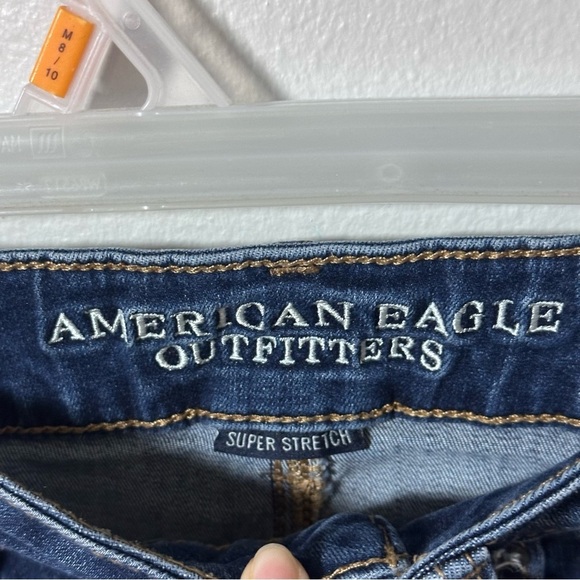 M
8
/
10
AMERICAN EAGLE
OUTFITTERS
SUPER STRETCH